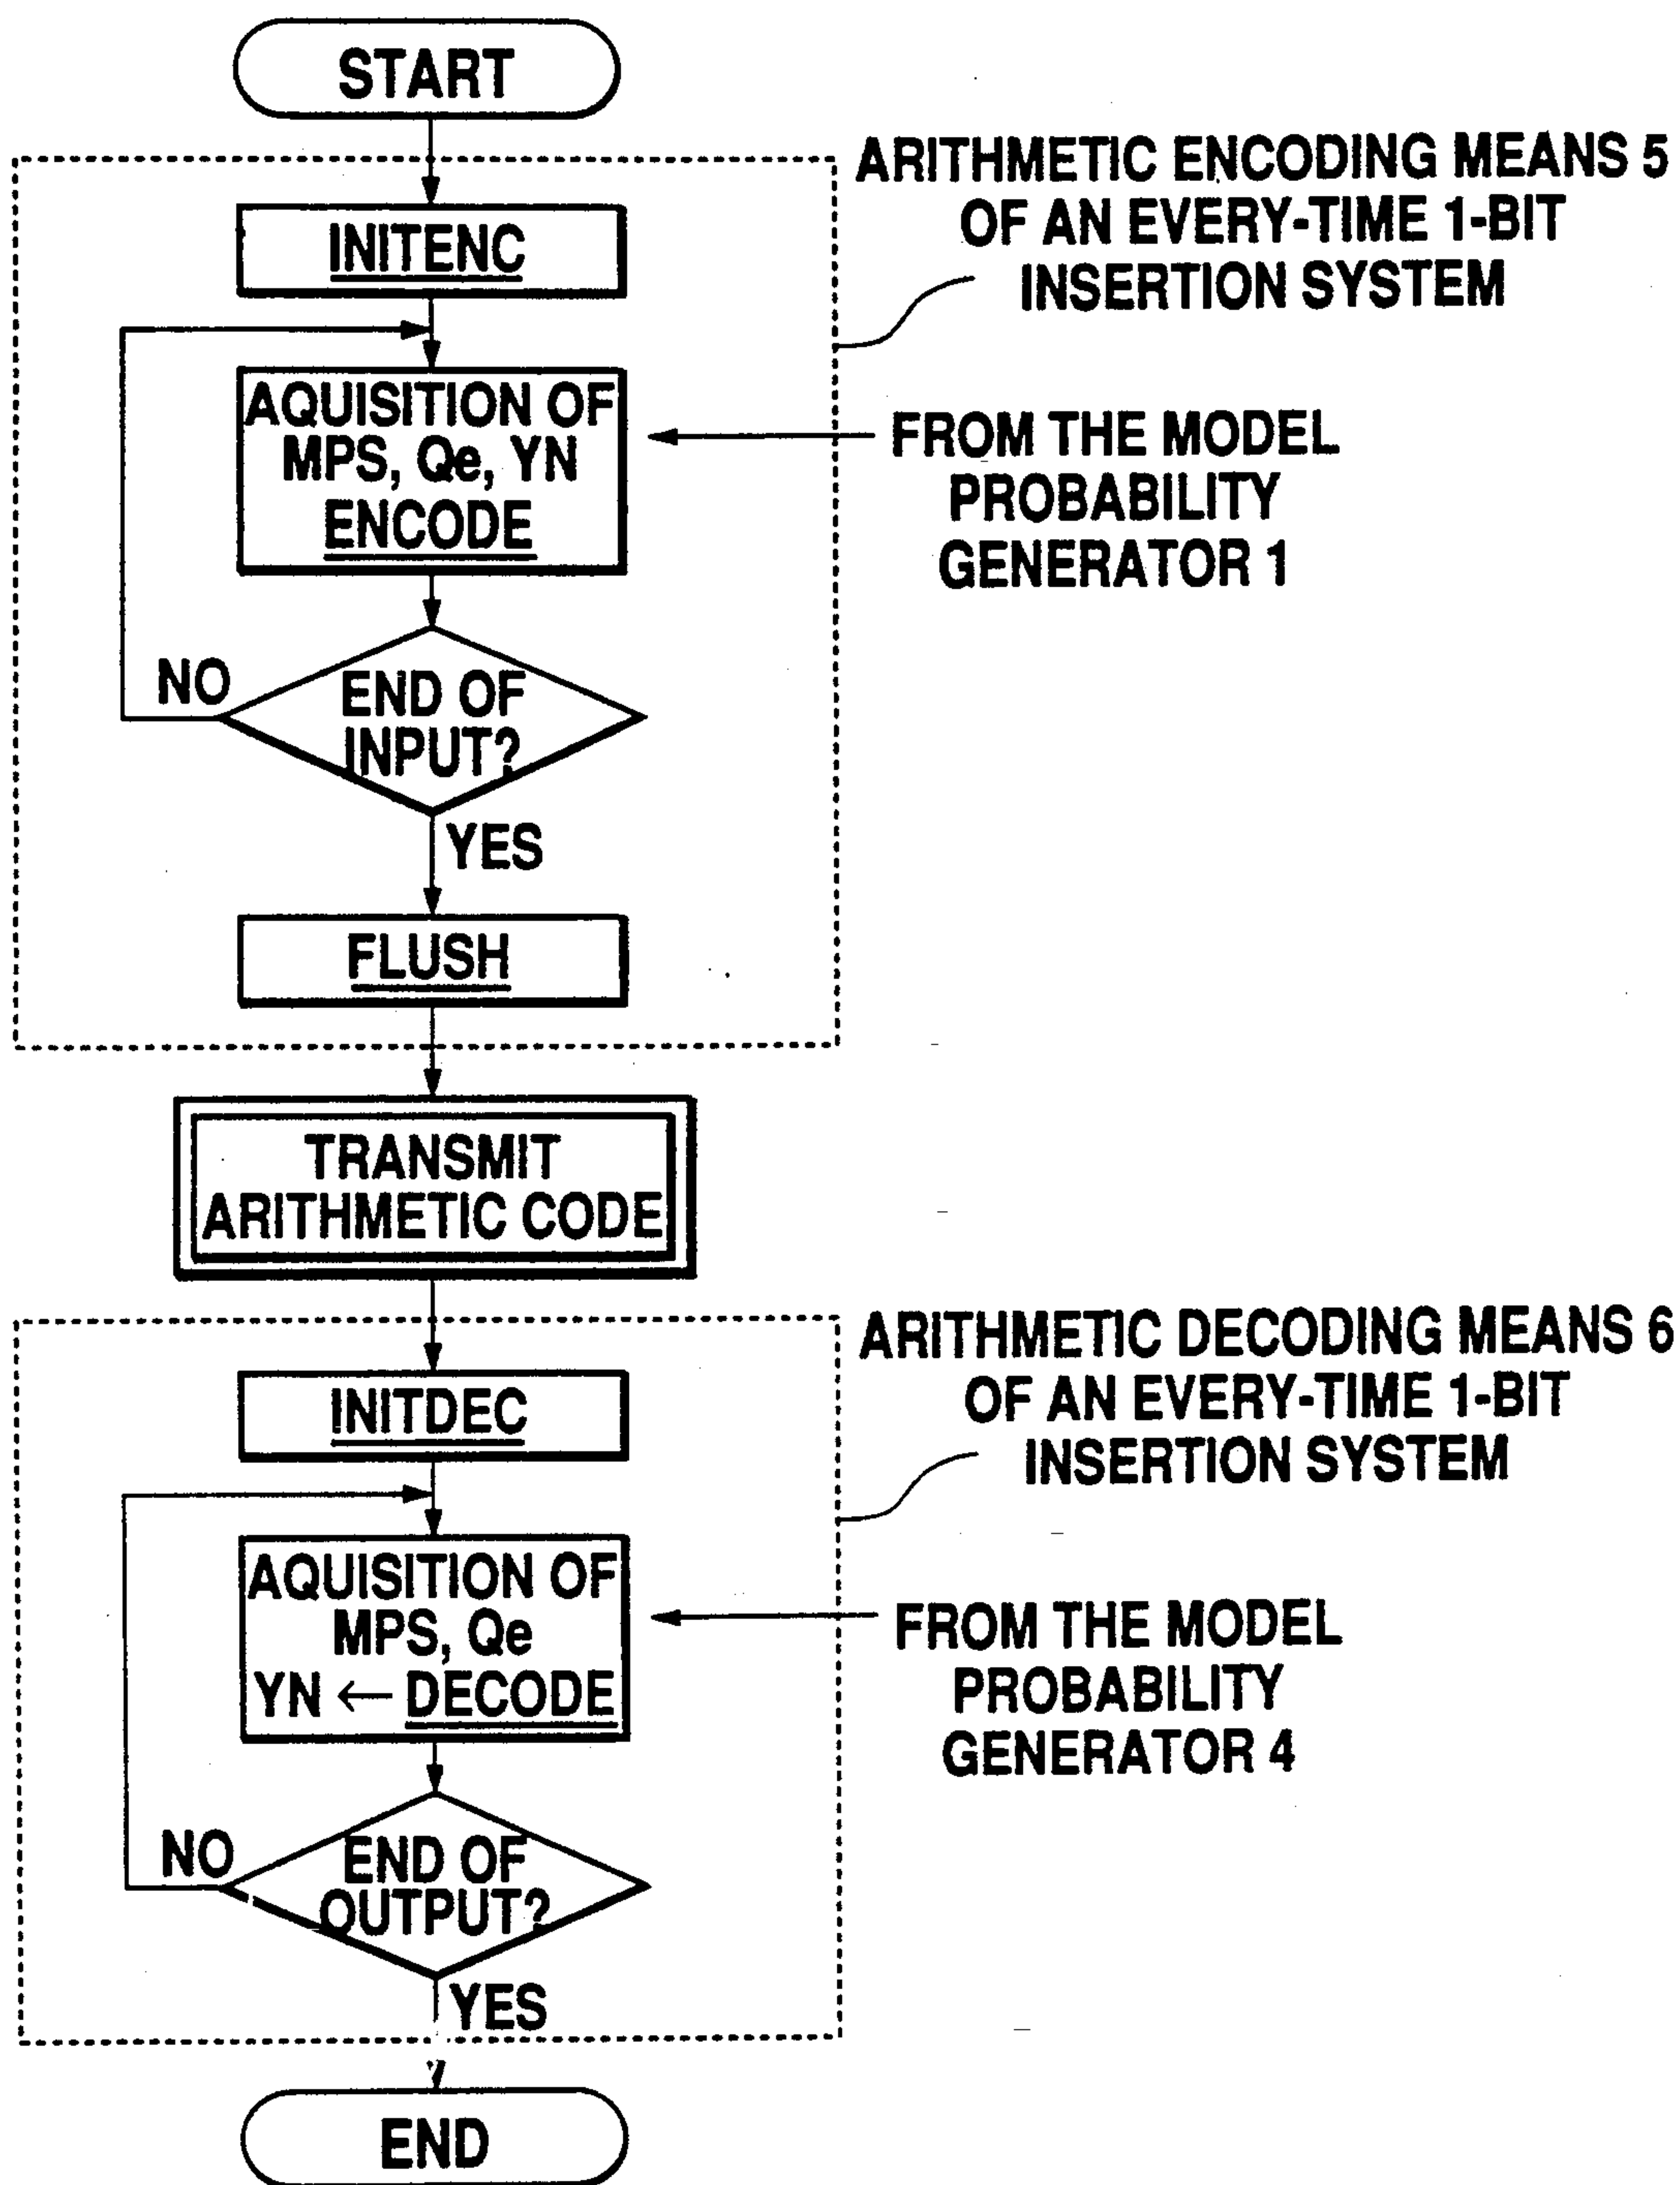 START
ARITHMETIC ENCODING MEANS 5
OF AN EVERY-TIME 1-BIT
INSERTION SYSTEM
INITENC
AQUISITION OF
MPS, Qe, YN
ENCODE
FROM THE MODEL
PROBABILITY
GENERATOR 1
NO
END OF
INPUT?
YES
FLUSH
TRANSMIT
ARITHMETIC CODE
ARITHMETIC DECODING MEANS 6
OF AN EVERY-TIME 1-BIT
INSERTION SYSTEM
INITDEC
AQUISITION OF
MPS, Qe
YN ← DECODE
FROM THE MODEL
PROBABILITY
GENERATOR 4
NO
END OF
OUTPUT?
YES
END